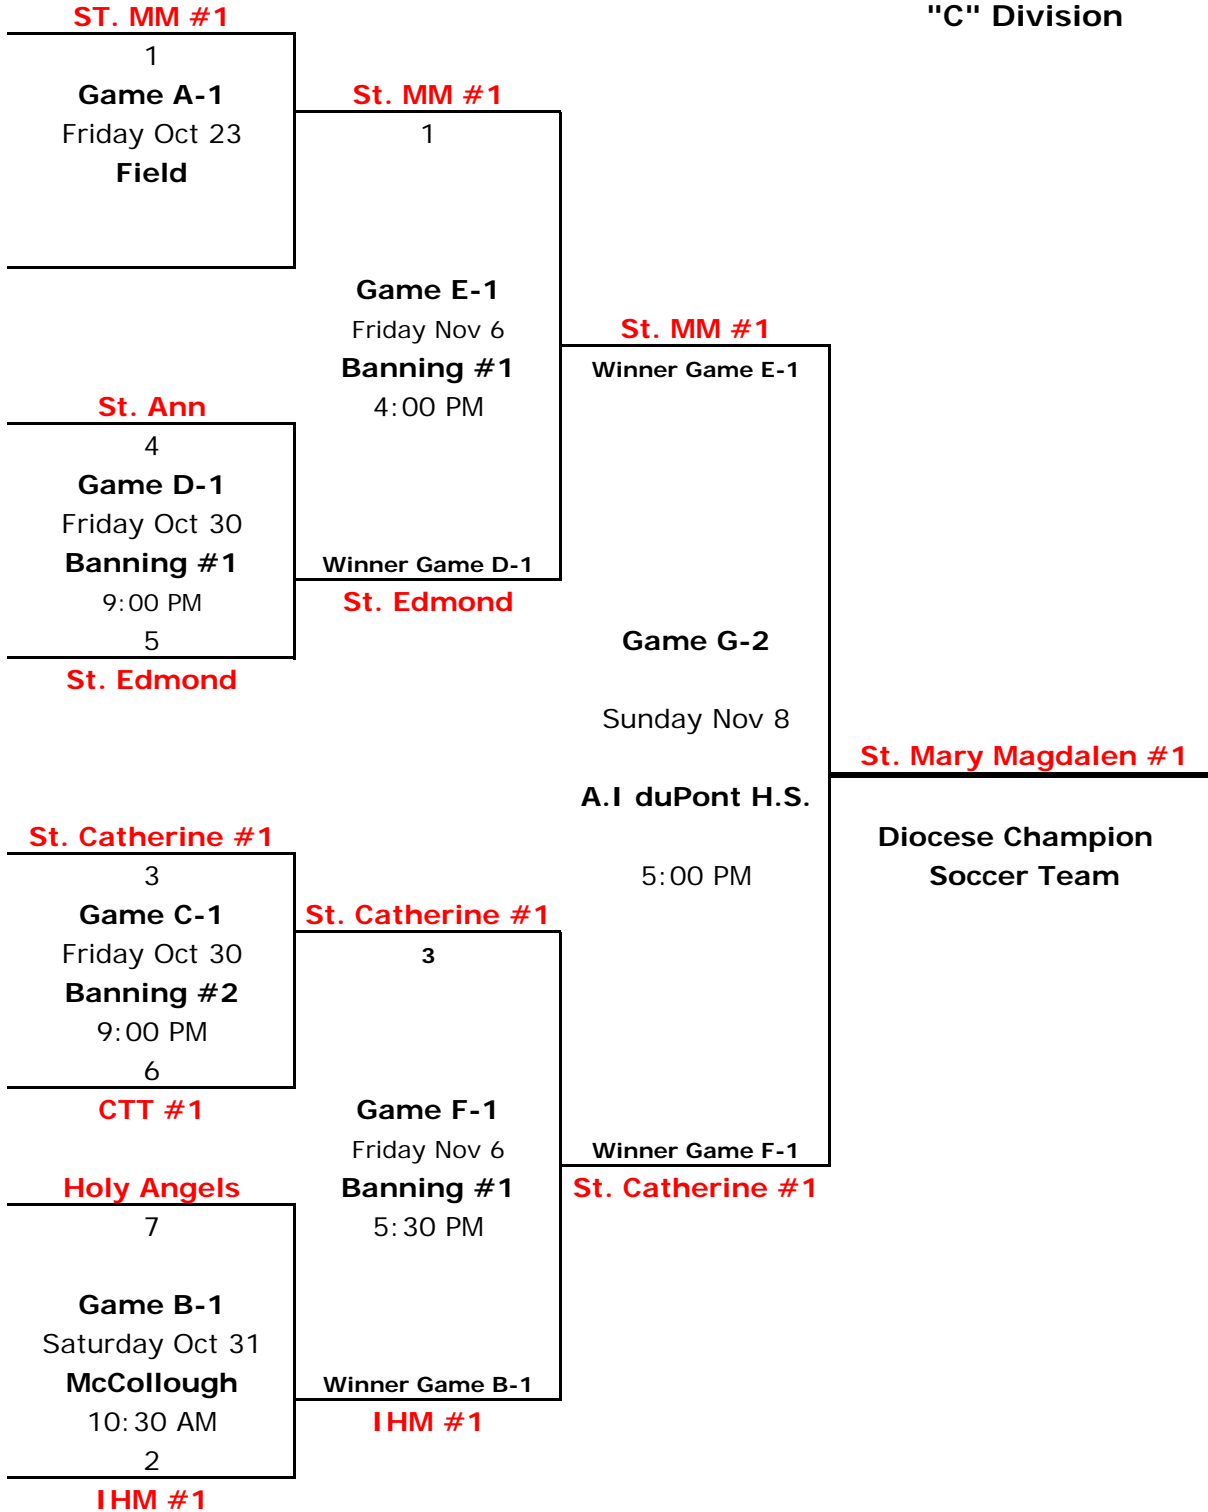 "C" Division
ST. MM #1
1
Game A-1
Friday Oct 23
Field
St. MM #1
1
Game E-1
Friday Nov 6
Banning #1
4:00 PM
St. MM #1
Winner Game E-1
St. Ann
4
Game D-1
Friday Oct 30
Banning #1
9:00 PM
5
St. Edmond
Winner Game D-1
St. Edmond
Game G-2
Sunday Nov 8
A.I duPont H.S.
5:00 PM
St. Mary Magdalen #1
Diocese Champion
Soccer Team
St. Catherine #1
3
Game C-1
Friday Oct 30
Banning #2
9:00 PM
6
CTT #1
St. Catherine #1
3
Game F-1
Friday Nov 6
Banning #1
5:30 PM
Winner Game F-1
St. Catherine #1
Holy Angels
7
Game B-1
Saturday Oct 31
McCollough
10:30 AM
2
IHM #1
Winner Game B-1
IHM #1